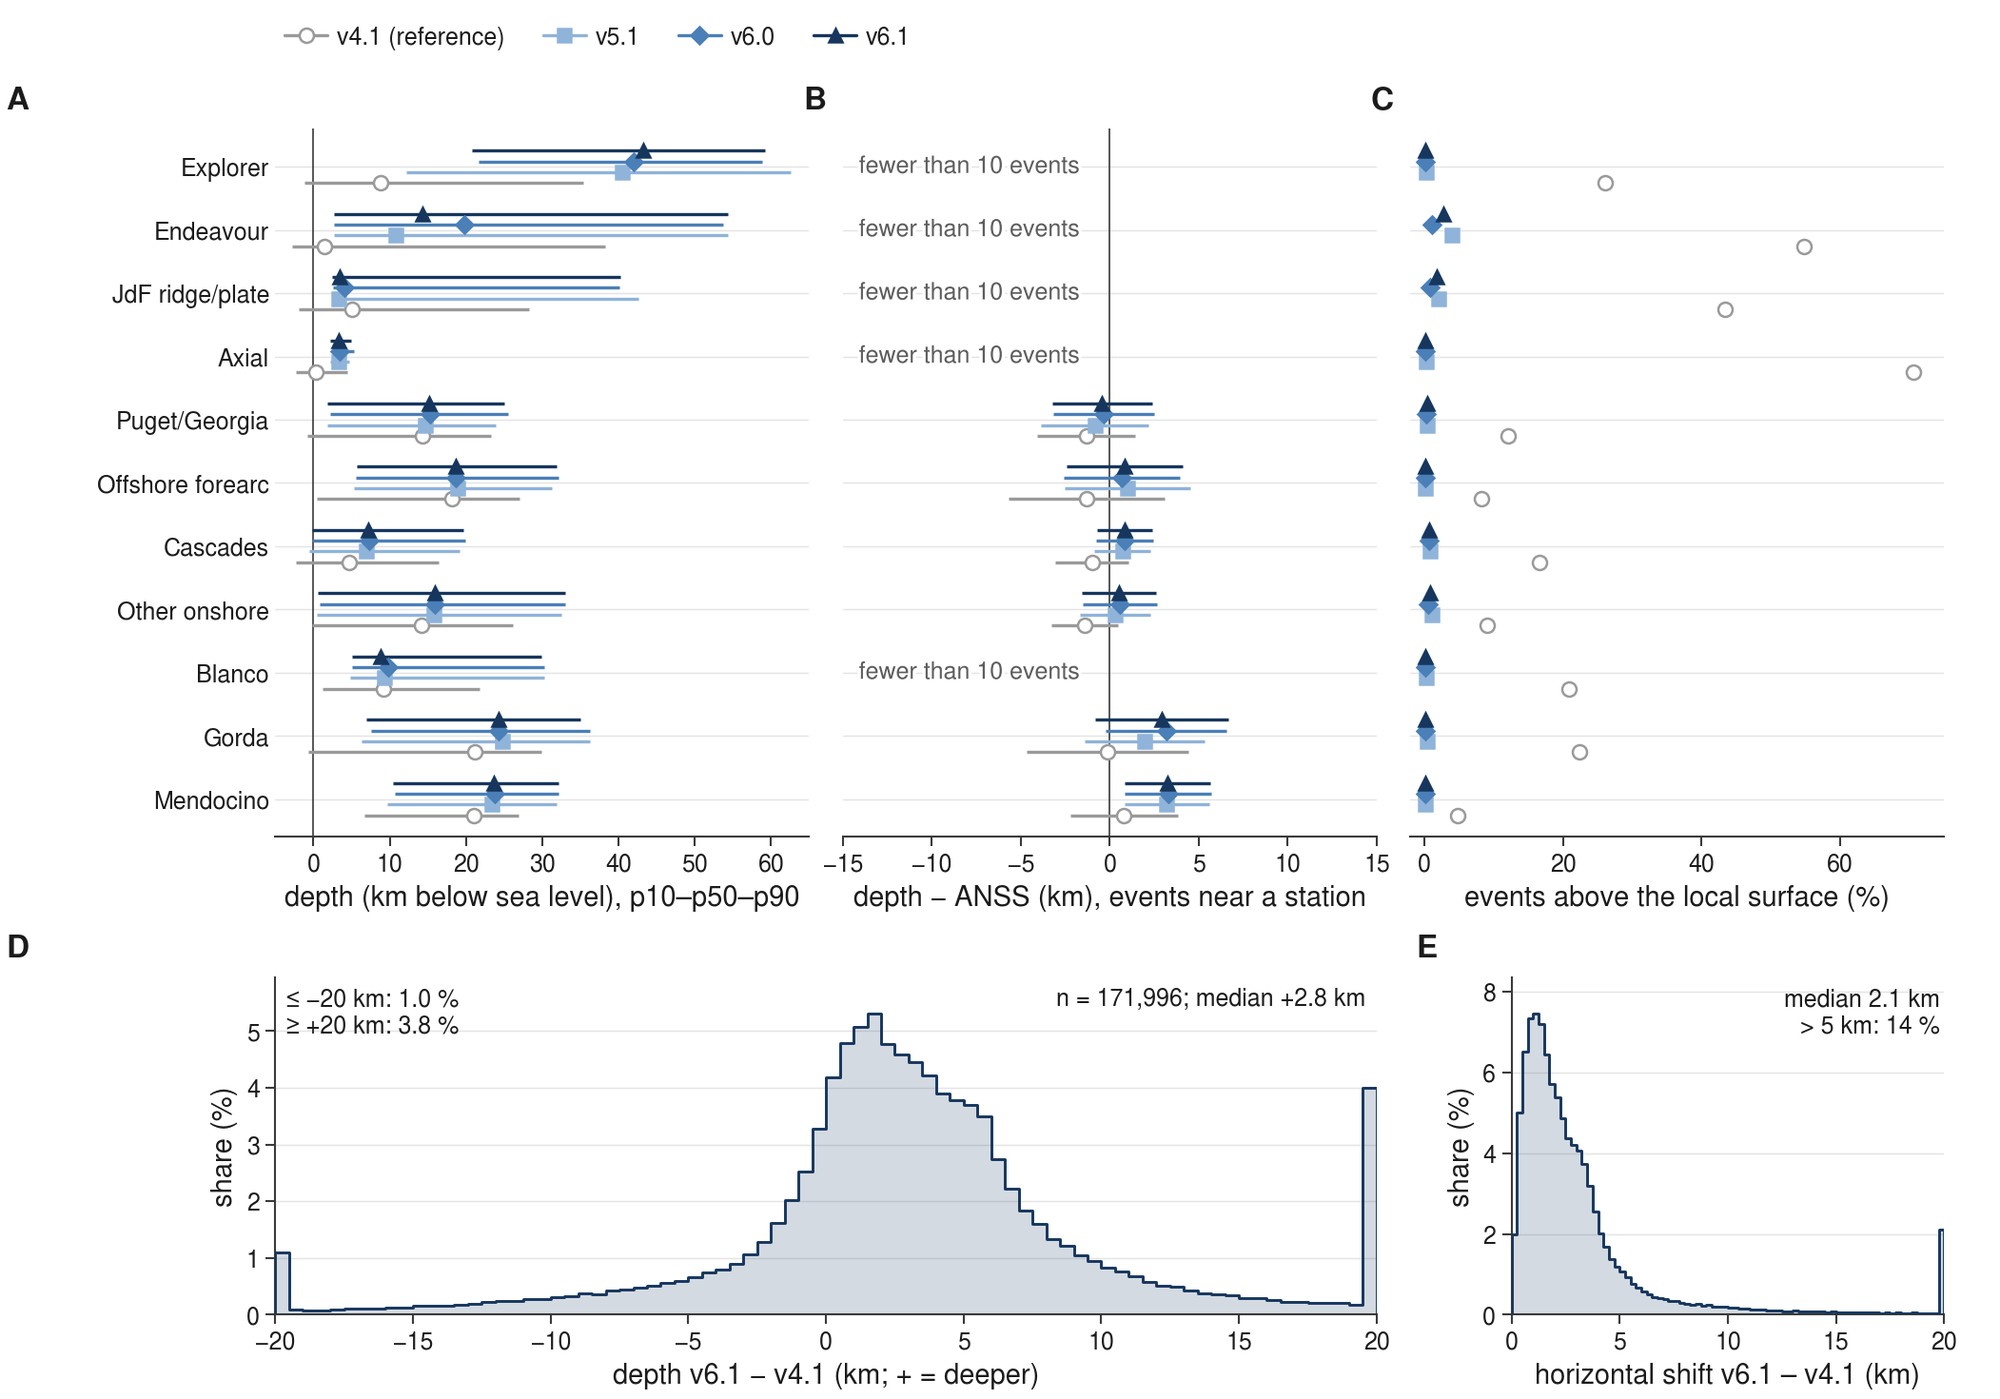 v4.1 (reference) v5.1 v6.0 v6.1
A B C
Explorer
Endeavour
JdF ridge/plate
Axial
Puget/Georgia
Offshore forearc
Cascades
Other onshore
Blanco
Gorda
Mendocino
0 10 20 30 40 50 60
depth (km below sea level), p10–p50–p90
fewer than 10 events
fewer than 10 events
fewer than 10 events
fewer than 10 events
fewer than 10 events
−15 −10 −5 0 5 10 15
depth − ANSS (km), events near a station
0 20 40 60
events above the local surface (%)
D E
≤ −20 km: 1.0 %
≥ +20 km: 3.8 %
n = 171,996; median +2.8 km
5
4
3
2
1
0
share (%)
−20 −15 −10 −5 0 5 10 15 20
depth v6.1 − v4.1 (km; + = deeper)
median 2.1 km
> 5 km: 14 %
8
6
4
2
0
share (%)
0 5 10 15 20
horizontal shift v6.1 − v4.1 (km)